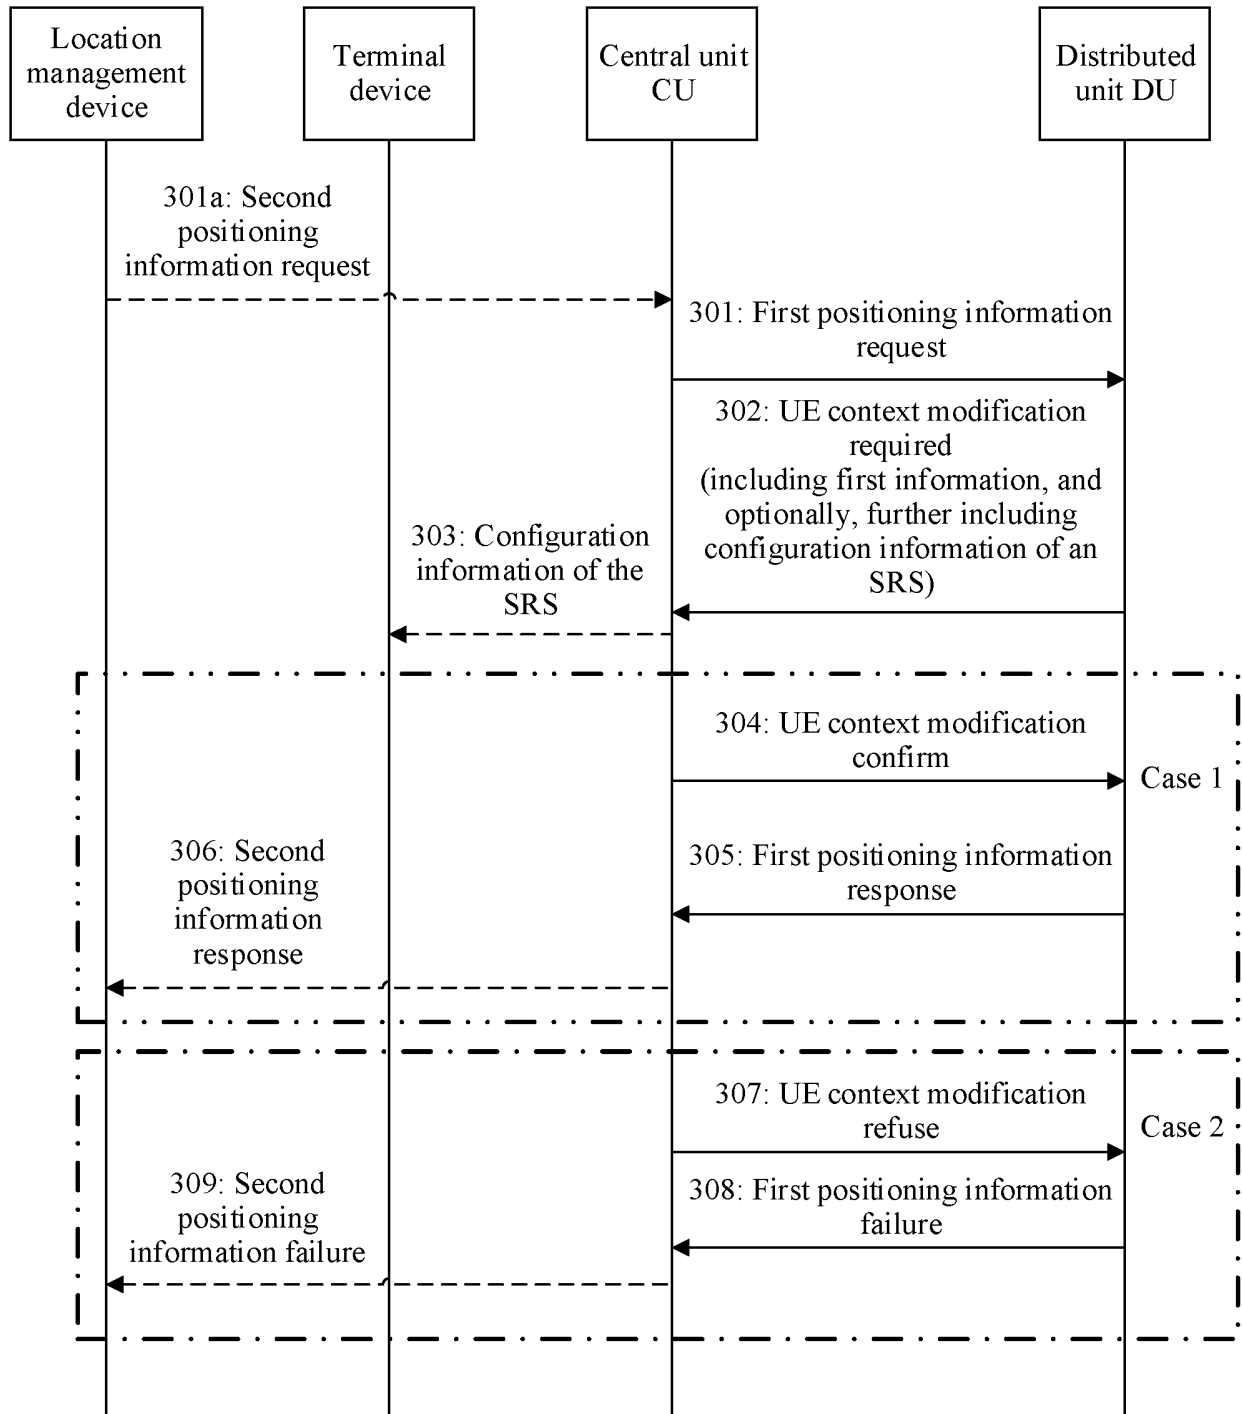 Location
management
device
Terminal
device
Central unit
CU
Distributed
unit DU
301a: Second
positioning
information request
301: First positioning information
request
302: UE context modification
required
(including first information, and
optionally, further including
configuration information of an
SRS)
303: Configuration
information of the
SRS
304: UE context modification
confirm
Case 1
305: First positioning information
response
306: Second
positioning
information
response
307: UE context modification
refuse
Case 2
308: First positioning information
failure
309: Second
positioning
information failure